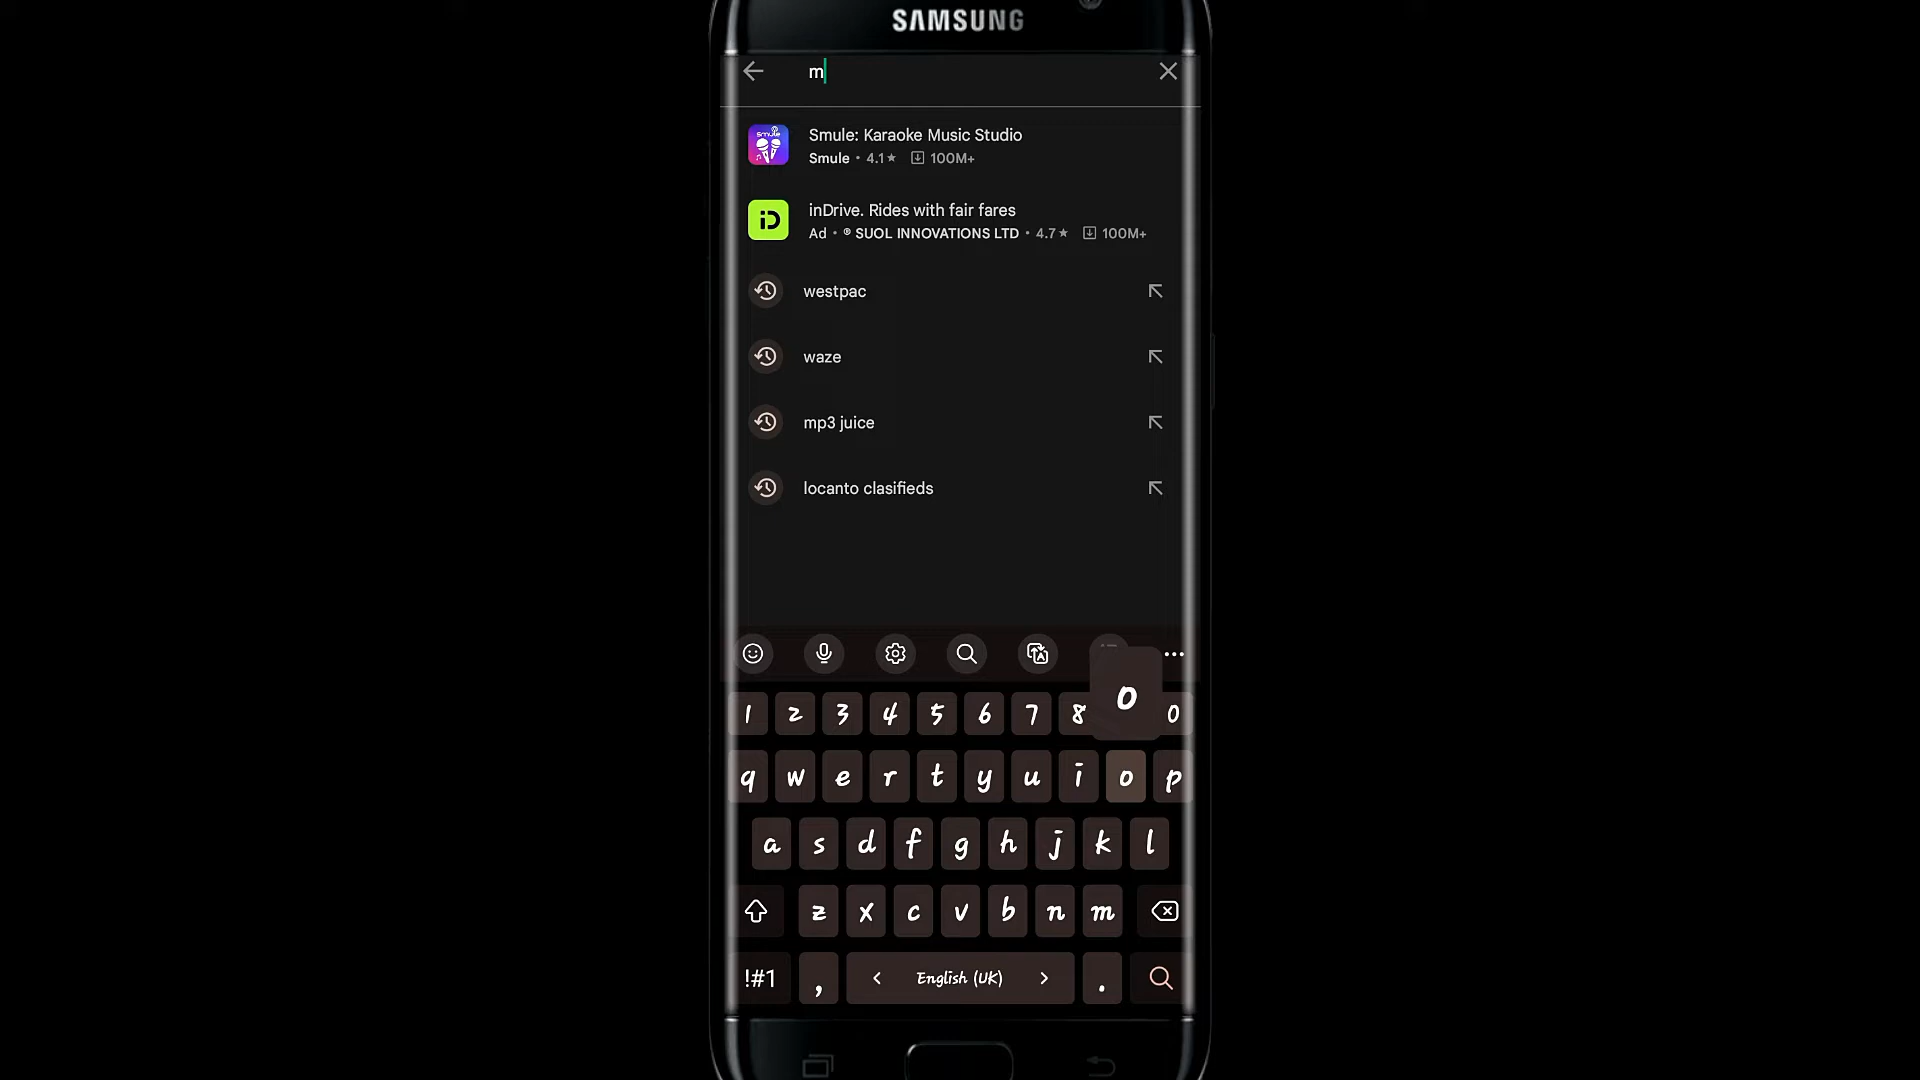 SAMSUNG
m
Smule
Smule: Karaoke Music Studio
Smule • 4.1★ 100M+
iD
inDrive. Rides with fair fares
Ad • ® SUOL INNOVATIONS LTD • 4.7★ 100M+
westpac
waze
mp3 juice
locanto clasifieds
o
1 2 3 4 5 6 7 8 0
q w e r t y u i o p
a s d f g h j k l
z x c v b n m
!#1 , < English (UK) > .